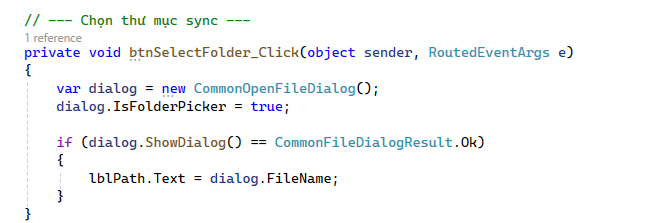 // --- Chọn thư mục sync ---
1 reference
private void btnSelectFolder_Click(object sender, RoutedEventArgs e)
{
    var dialog = new CommonOpenFileDialog();
    dialog.IsFolderPicker = true;

    if (dialog.ShowDialog() == CommonFileDialogResult.Ok)
    {
        lblPath.Text = dialog.FileName;
    }
}